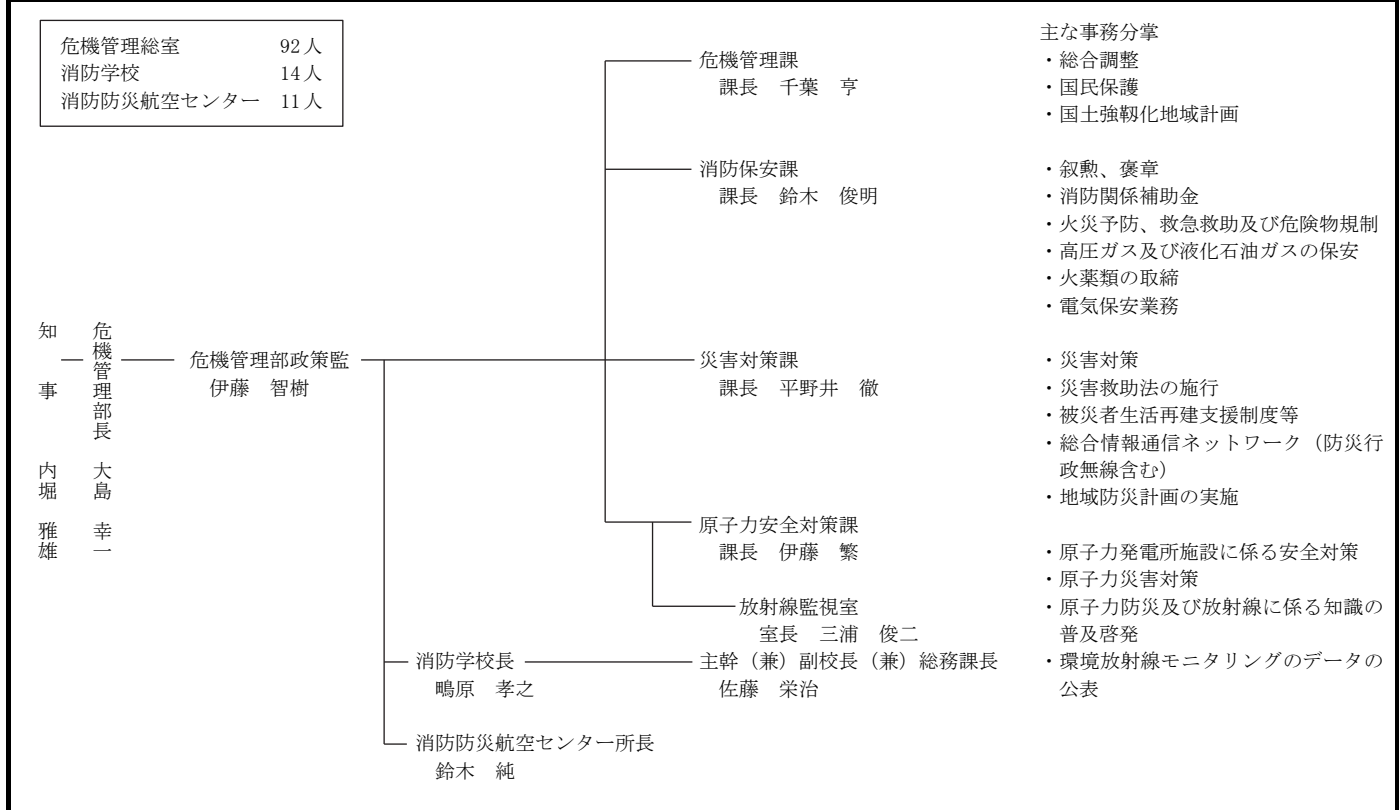 危機管理総室 92人
消防学校 14人
消防防災航空センター 11人
知事 内堀 雅雄
危機管理部長 大島 幸一
危機管理部政策監
伊藤 智樹
危機管理課
課長 千葉 亨
消防保安課
課長 鈴木 俊明
災害対策課
課長 平野井 徹
原子力安全対策課
課長 伊藤 繁
放射線監視室
室長 三浦 俊二
消防学校長
鴫原 孝之
主幹（兼）副校長（兼）総務課長
佐藤 栄治
消防防災航空センター所長
鈴木 純
主な事務分掌
・総合調整
・国民保護
・国土強靱化地域計画
・叙勲、褒章
・消防関係補助金
・火災予防、救急救助及び危険物規制
・高圧ガス及び液化石油ガスの保安
・火薬類の取締
・電気保安業務
・災害対策
・災害救助法の施行
・被災者生活再建支援制度等
・総合情報通信ネットワーク（防災行
政無線含む）
・地域防災計画の実施
・原子力発電所施設に係る安全対策
・原子力災害対策
・原子力防災及び放射線に係る知識の
普及啓発
・環境放射線モニタリングのデータの
公表